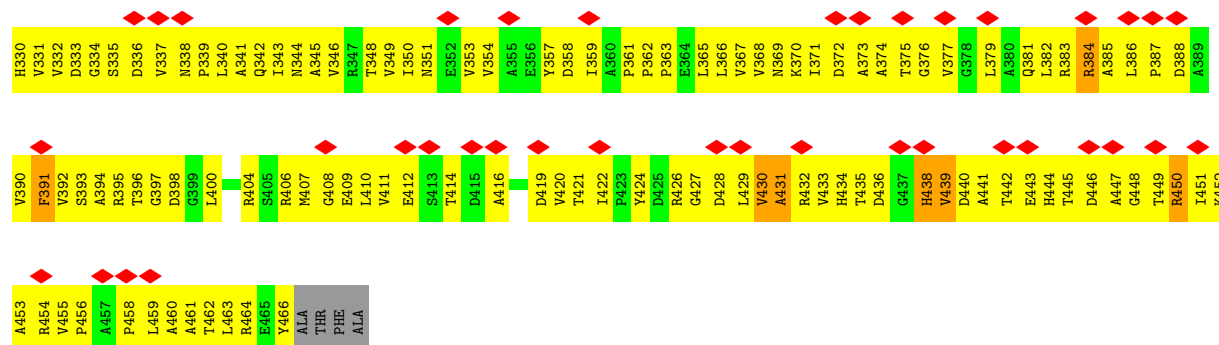 H330 V331 V332 D333 G334 S335 D336 V337 N338 P339 L340 A341 Q342 I343 N344 A345 V346 R347 T348 V349 I350 N351 E352 V353 V354 A355 E356 Y357 D358 I359 A360 P361 P362 P363 E364 L365 L366 V367 V368 N369 K370 I371 D372 A373 A374 T375 G376 V377 G378 L379 A380 Q381 L382 R383 R384 A385 L386 P387 D388 A389
V390 F391 V392 S393 A394 R395 T396 G397 D398 G399 L400 R404 S405 R406 M407 G408 E409 L410 V411 E412 S413 T414 D415 A416 D419 V420 T421 I422 P423 Y424 D425 R426 G427 D428 L429 V430 A431 R432 V433 H434 T435 D436 G437 H438 V439 D440 A441 T442 E443 H444 T445 D446 A447 G448 T449 R450 I451
A453 R454 V455 P456 A457 P458 L459 A460 A461 T462 L463 R464 E465 Y466 ALA THR PHE ALA